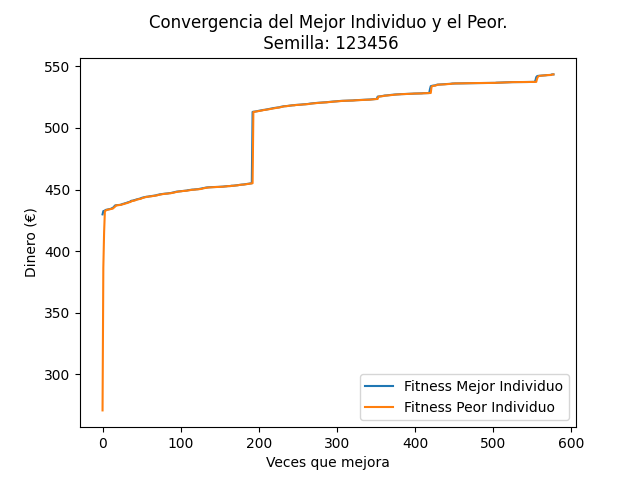 Convergencia del Mejor Individuo y el Peor.
Semilla: 123456
550
500
450
400
350
300
Dinero (€)
0 100 200 300 400 500 600
Veces que mejora
Fitness Mejor Individuo
Fitness Peor Individuo